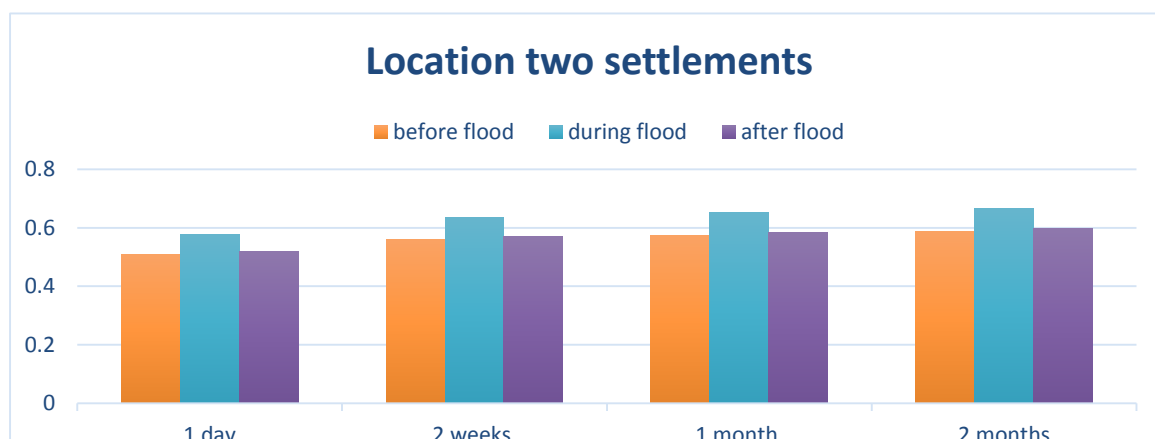 Location two settlements
before flood during flood after flood
0.8
0.6
0.4
0.2
0
1 day 2 weeks 1 month 2 months